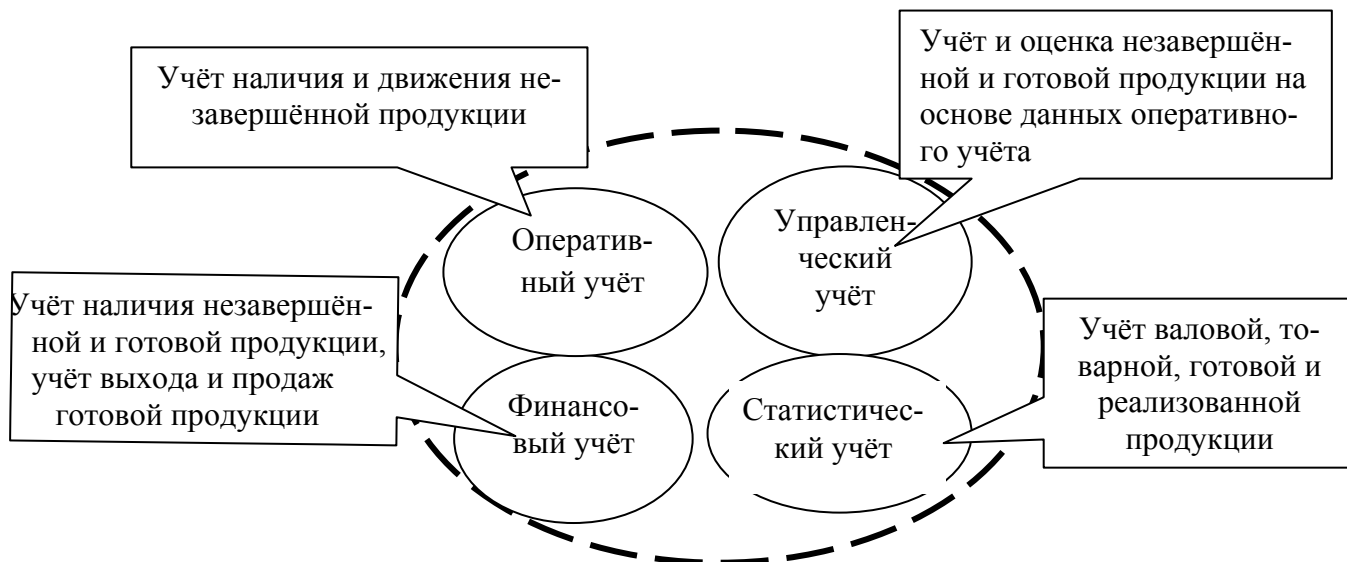 Учёт наличия и движения не-
завершённой продукции
Учёт и оценка незавершён-
ной и готовой продукции на
основе данных оперативно-
го учёта
Оператив-
ный учёт
Управлен-
ческий
учёт
Учёт наличия незавершён-
ной и готовой продукции,
учёт выхода и продаж
готовой продукции
Финансо-
вый учёт
Статистичес-
кий учёт
Учёт валовой, то-
варной, готовой и
реализованной
продукции